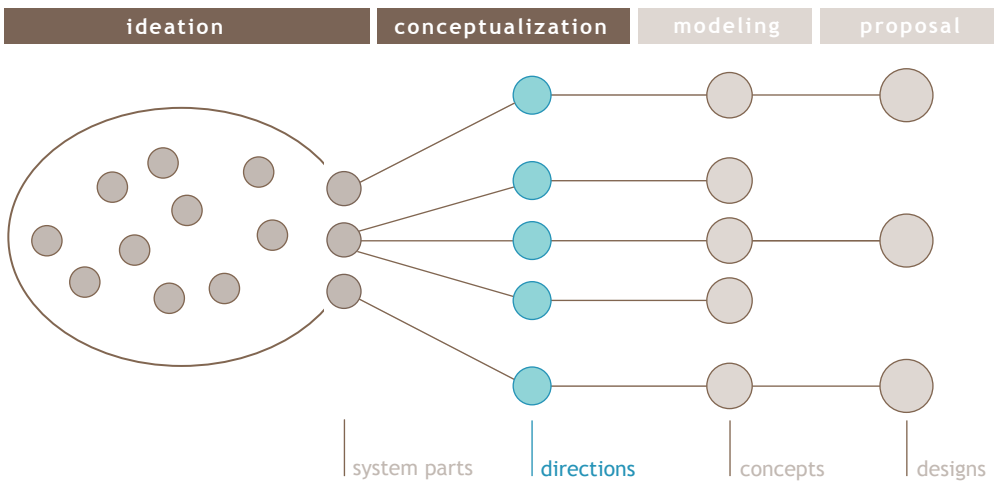 ideation
conceptualization
modeling
proposal
system parts
directions
concepts
designs